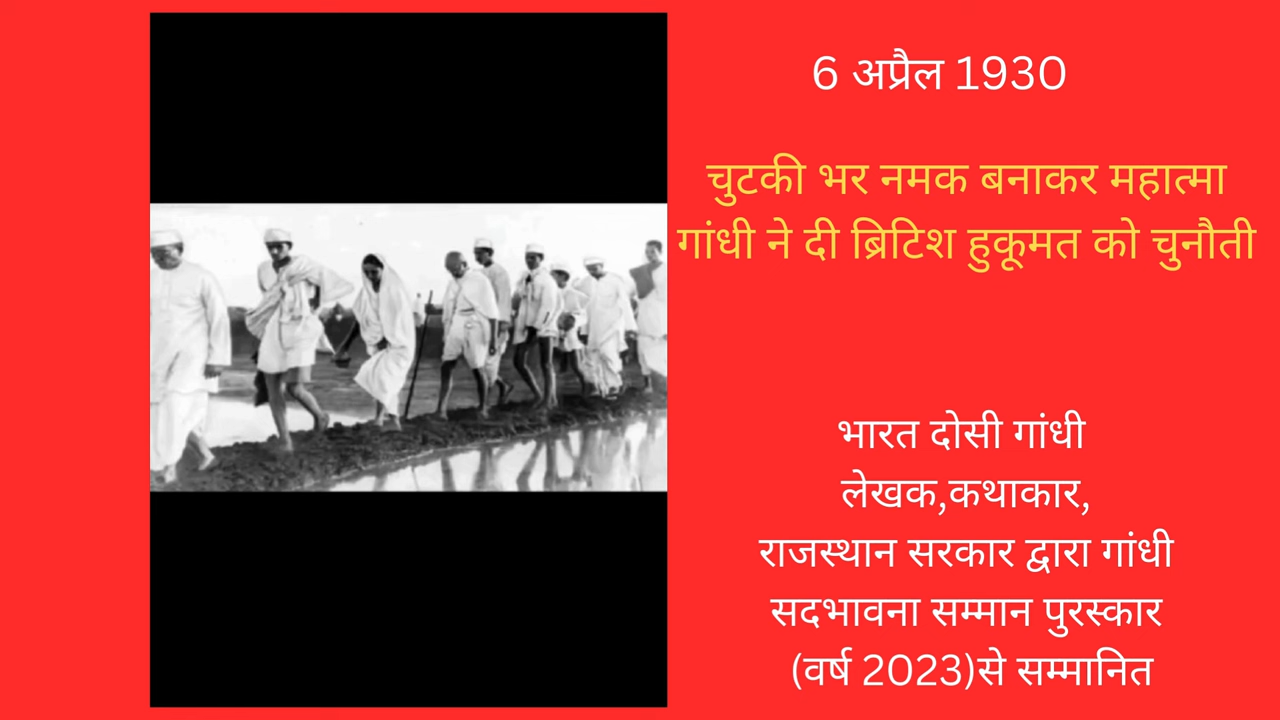 6 अप्रैल 1930
चुटकी भर नमक बनाकर महात्मा
गांधी ने दी ब्रिटिश हुकूमत को चुनौती
भारत दोसी गांधी
लेखक,कथाकार,
राजस्थान सरकार द्वारा गांधी
सदभावना सम्मान पुरस्कार
(वर्ष 2023)से सम्मानित